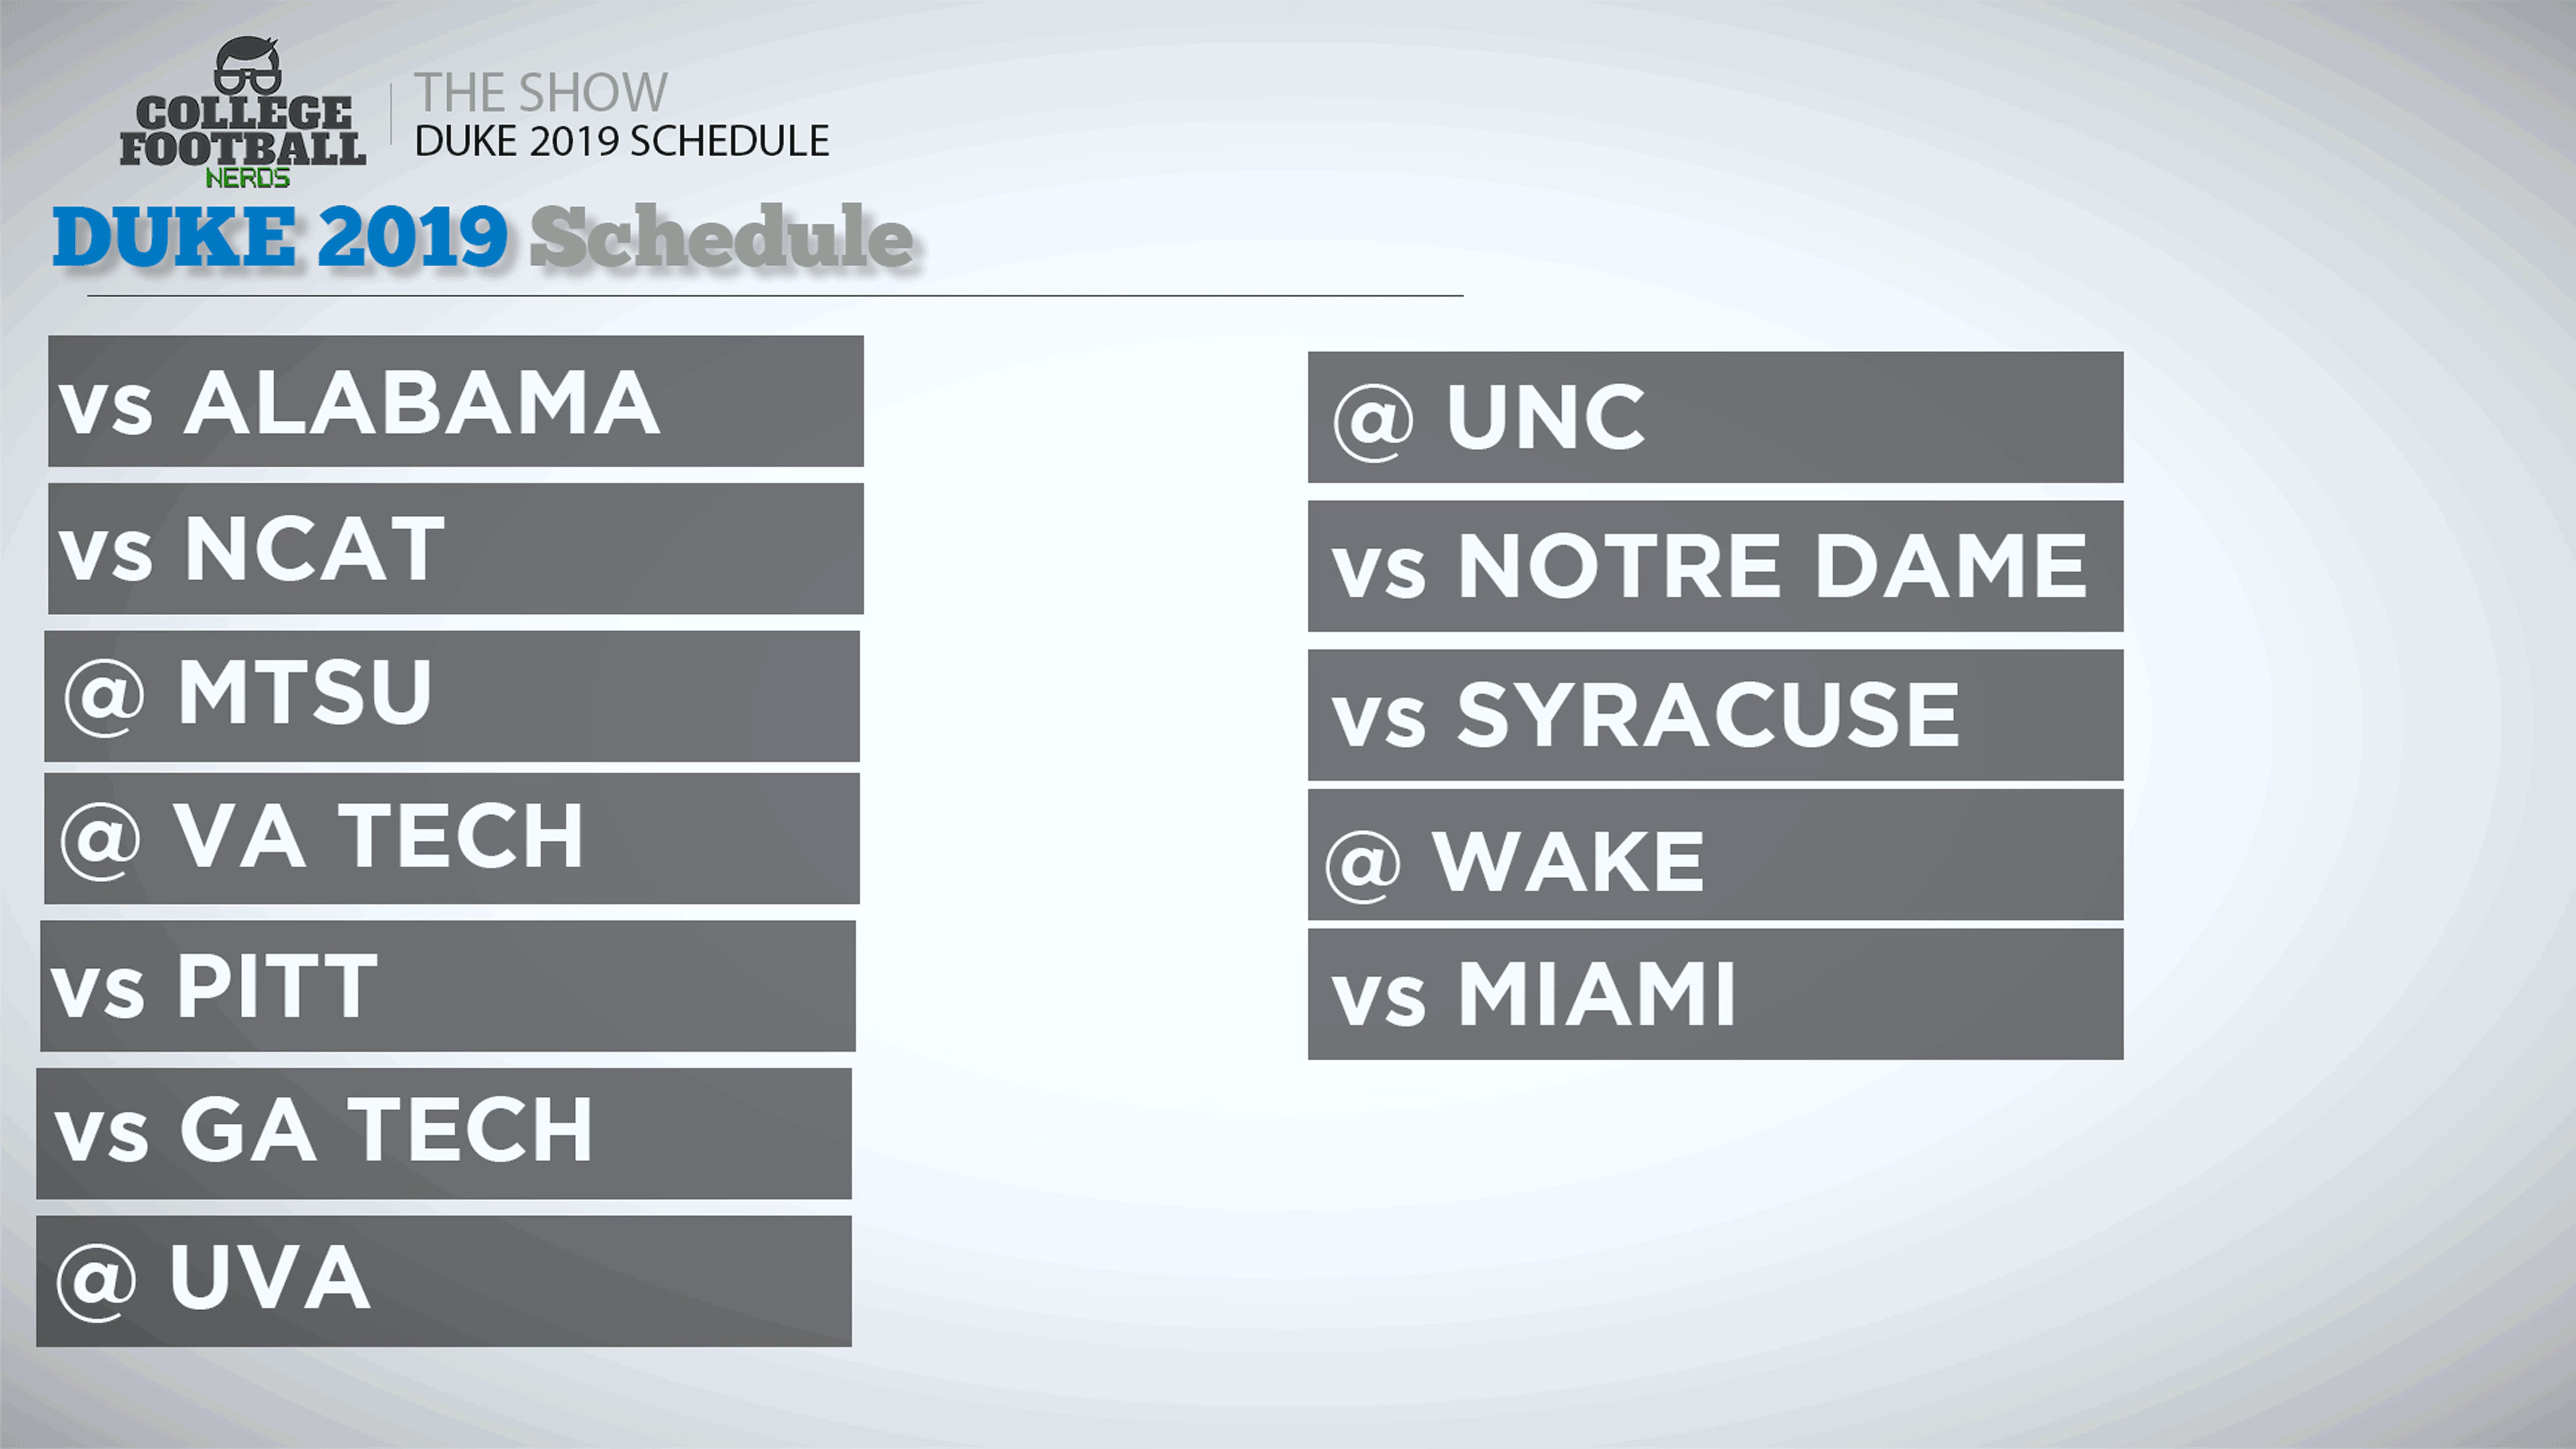 COLLEGE
FOOTBALL
NERDS
THE SHOW
DUKE 2019 SCHEDULE
DUKE 2019 Schedule
vs ALABAMA
vs NCAT
@ MTSU
@ VA TECH
vs PITT
vs GA TECH
@ UVA
@ UNC
vs NOTRE DAME
vs SYRACUSE
@ WAKE
vs MIAMI